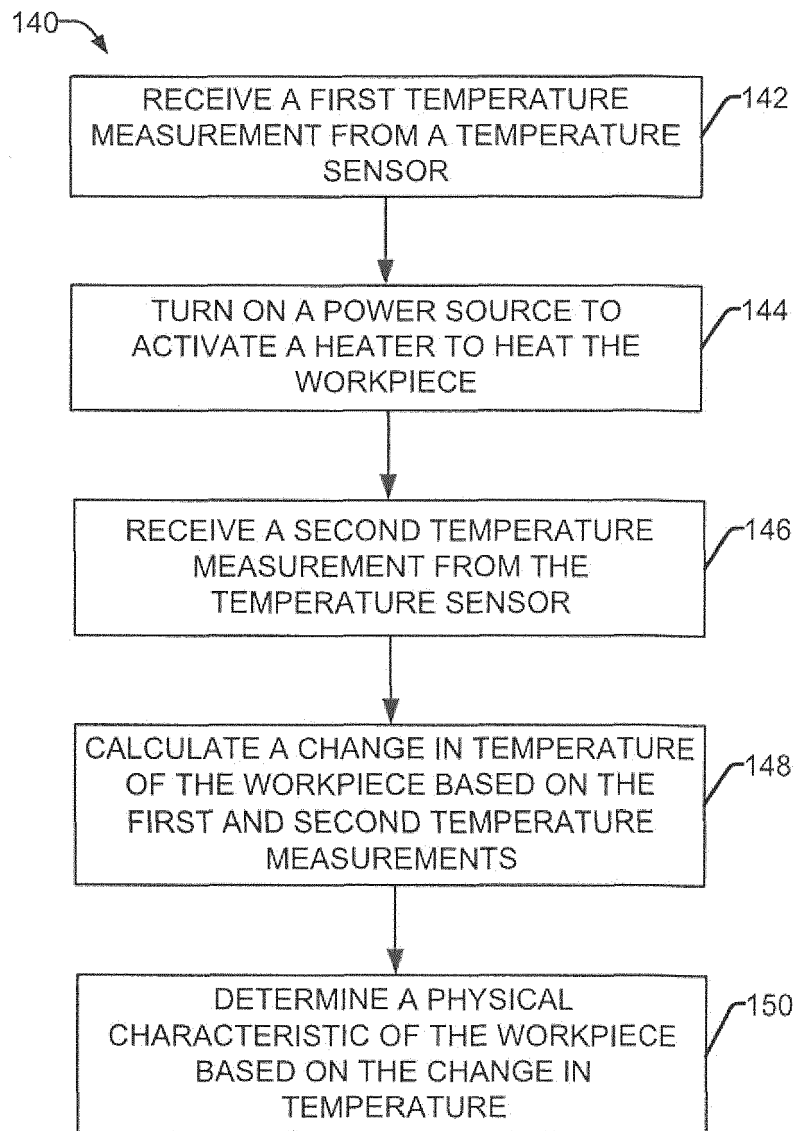 140
RECEIVE A FIRST TEMPERATURE
MEASUREMENT FROM A TEMPERATURE
SENSOR
142
TURN ON A POWER SOURCE TO
ACTIVATE A HEATER TO HEAT THE
WORKPIECE
144
RECEIVE A SECOND TEMPERATURE
MEASUREMENT FROM THE
TEMPERATURE SENSOR
146
CALCULATE A CHANGE IN TEMPERATURE
OF THE WORKPIECE BASED ON THE
FIRST AND SECOND TEMPERATURE
MEASUREMENTS
148
DETERMINE A PHYSICAL
CHARACTERISTIC OF THE WORKPIECE
BASED ON THE CHANGE IN
TEMPERATURE
150